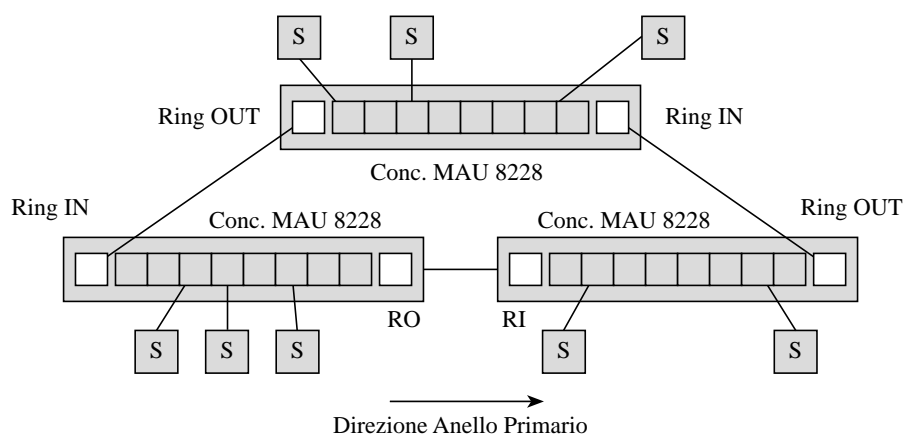 S S S
Ring OUT Ring IN
Conc. MAU 8228
Ring IN Ring OUT
Conc. MAU 8228 Conc. MAU 8228
RO RI
S S S S S
Direzione Anello Primario